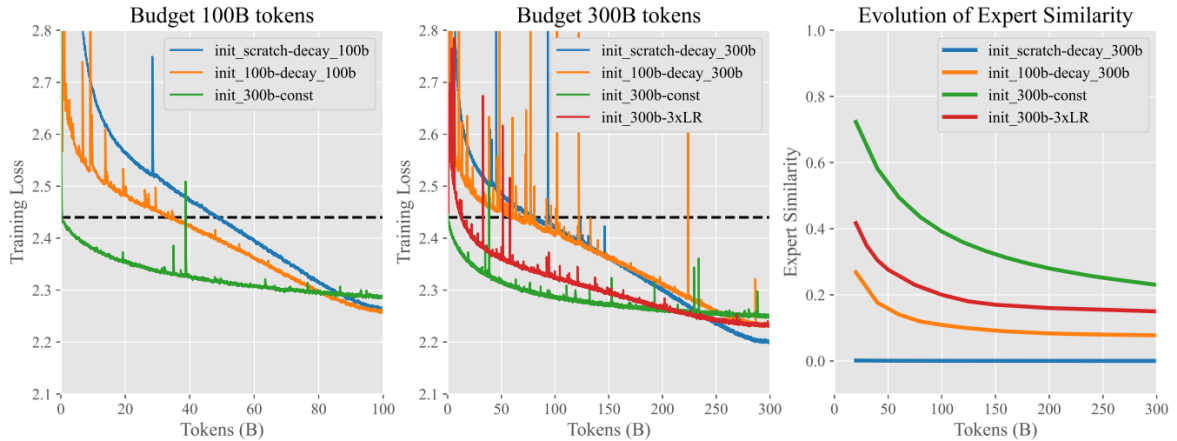 Budget 100B tokens
Training Loss
2.8
2.7
2.6
2.5
2.4
2.3
2.2
2.1
init_scratch-decay_100b
init_100b-decay_100b
init_300b-const
0
20
40
60
80
100
Tokens (B)
Budget 300B tokens
Training Loss
2.8
2.7
2.6
2.5
2.4
2.3
2.2
2.1
init_scratch-decay_300b
init_100b-decay_300b
init_300b-const
init_300b-3xLR
0
50
100
150
200
250
300
Tokens (B)
Evolution of Expert Similarity
Expert Similarity
1.0
0.8
0.6
0.4
0.2
0.0
init_scratch-decay_300b
init_100b-decay_300b
init_300b-const
init_300b-3xLR
0
50
100
150
200
250
300
Tokens (B)